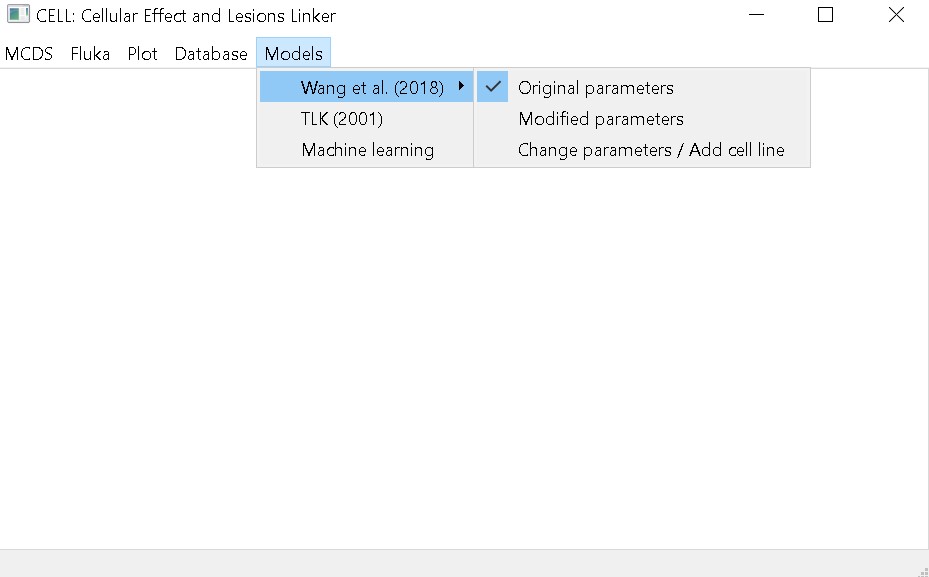 CELL: Cellular Effect and Lesions Linker
MCDS Fluka Plot Database Models
Wang et al. (2018) Original parameters
TLK (2001) Modified parameters
Machine learning Change parameters / Add cell line